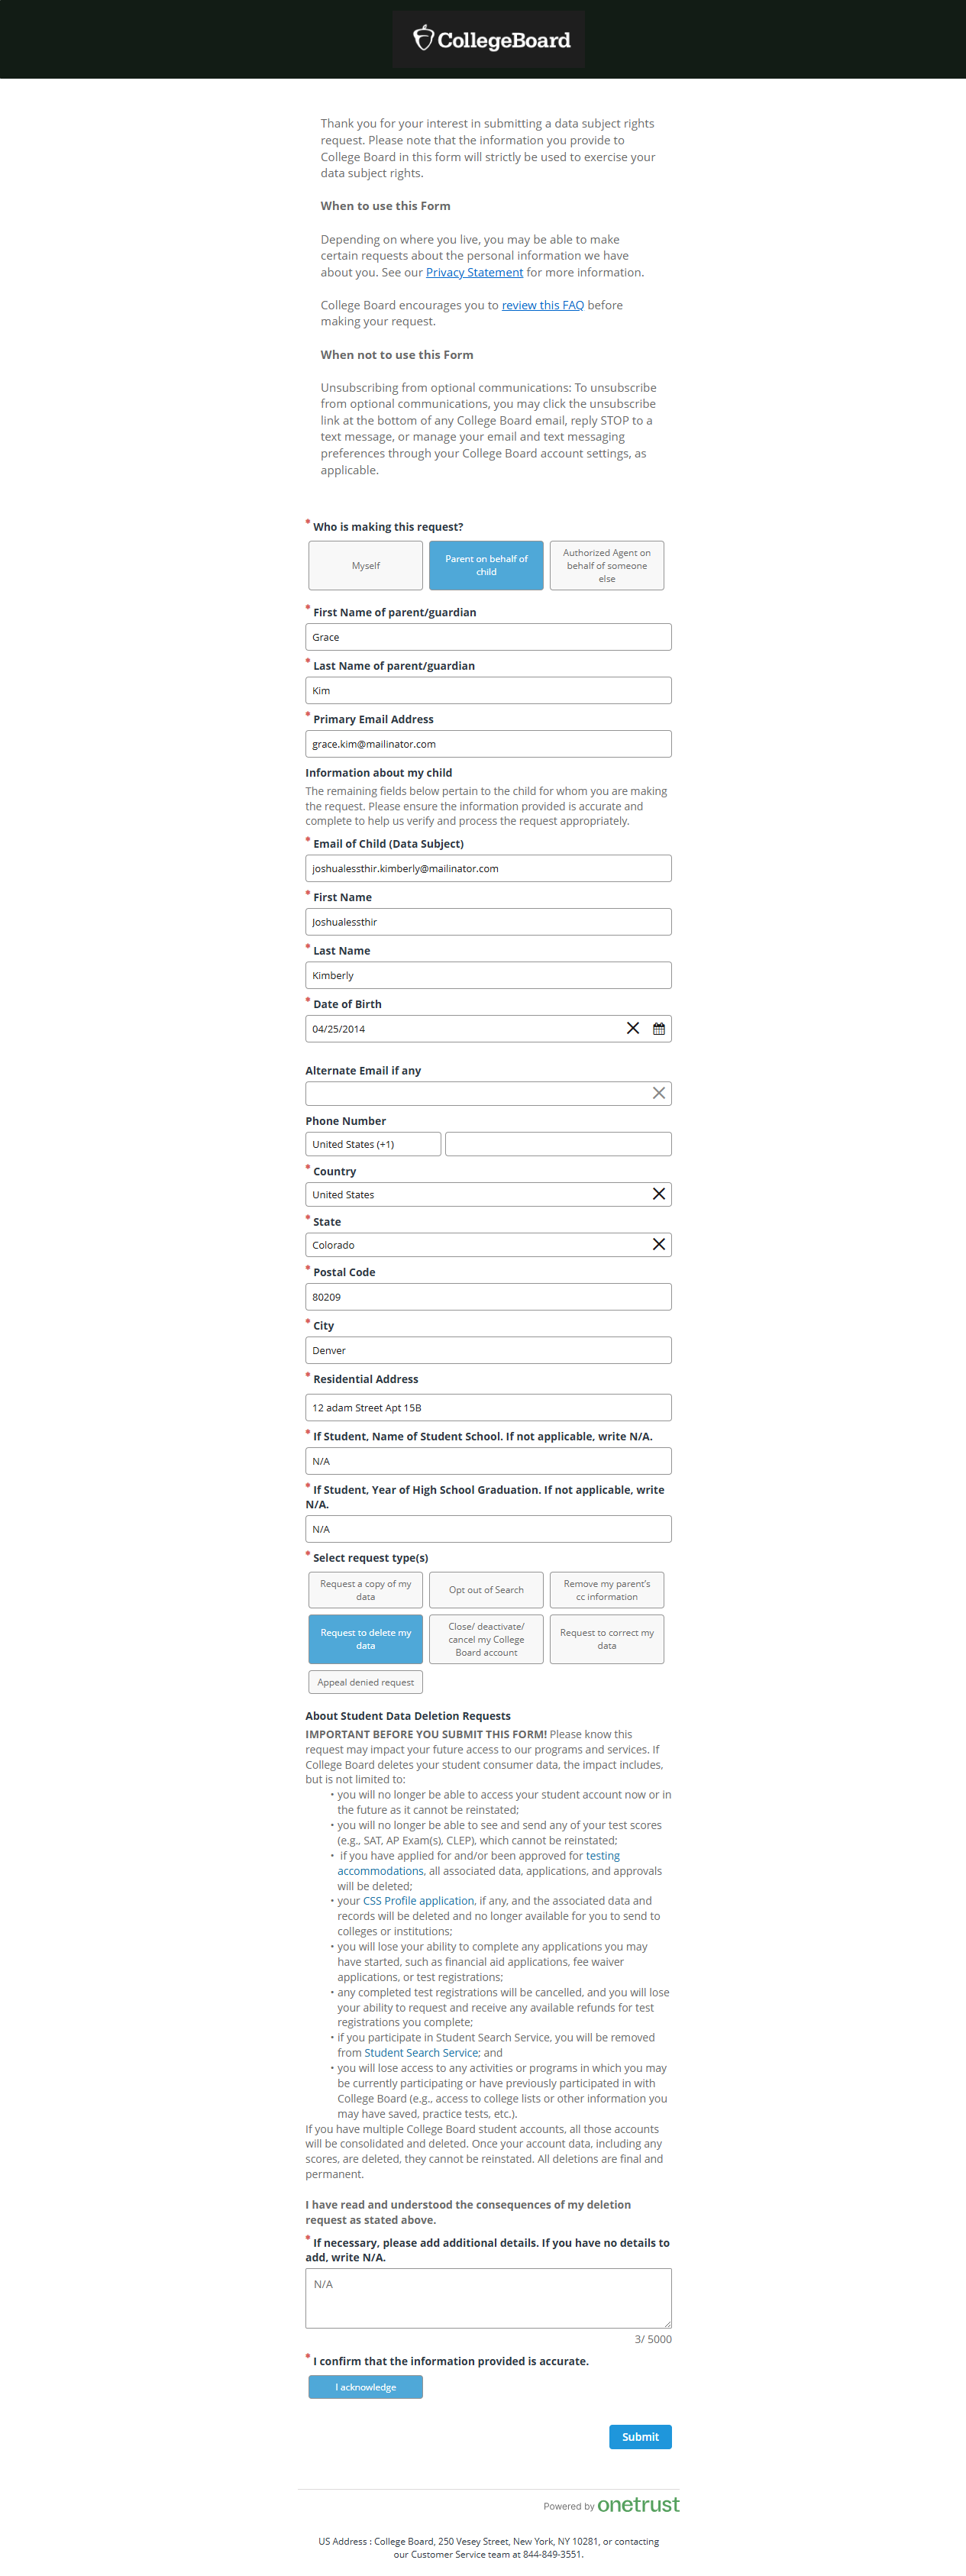 CollegeBoard
Thank you for your interest in submitting a data subject rights
request. Please note that the information you provide to
College Board in this form will strictly be used to exercise your
data subject rights.
When to use this Form
Depending on where you live, you may be able to make
certain requests about the personal information we have
about you. See our Privacy Statement for more information.
College Board encourages you to review this FAQ before
making your request.
When not to use this Form
Unsubscribing from optional communications: To unsubscribe
from optional communications, you may click the unsubscribe
link at the bottom of any College Board email, reply STOP to a
text message, or manage your email and text messaging
preferences through your College Board account settings, as
applicable.
* Who is making this request?
Myself
Parent on behalf of
child
Authorized Agent on
behalf of someone
else
* First Name of parent/guardian
Grace
* Last Name of parent/guardian
Kim
* Primary Email Address
grace.kim@mailinator.com
Information about my child
The remaining fields below pertain to the child for whom you are making
the request. Please ensure the information provided is accurate and
complete to help us verify and process the request appropriately.
* Email of Child (Data Subject)
joshualessthir.kimberly@mailinator.com
* First Name
Joshualessthir
* Last Name
Kimberly
* Date of Birth
04/25/2014
Alternate Email if any
Phone Number
United States (+1)
* Country
United States
* State
Colorado
* Postal Code
80209
* City
Denver
* Residential Address
12 adam Street Apt 15B
* If Student, Name of Student School. If not applicable, write N/A.
N/A
* If Student, Year of High School Graduation. If not applicable, write
N/A.
N/A
* Select request type(s)
Request a copy of my
data
Opt out of Search
Remove my parent's
cc information
Request to delete my
data
Close/ deactivate/
cancel my College
Board account
Request to correct my
data
Appeal denied request
About Student Data Deletion Requests
IMPORTANT BEFORE YOU SUBMIT THIS FORM! Please know this
request may impact your future access to our programs and services. If
College Board deletes your student consumer data, the impact includes,
but is not limited to:
• you will no longer be able to access your student account now or in
the future as it cannot be reinstated;
• you will no longer be able to see and send any of your test scores
(e.g., SAT, AP Exam(s), CLEP), which cannot be reinstated;
• if you have applied for and/or been approved for testing
accommodations, all associated data, applications, and approvals
will be deleted;
• your CSS Profile application, if any, and the associated data and
records will be deleted and no longer available for you to send to
colleges or institutions;
• you will lose your ability to complete any applications you may
have started, such as financial aid applications, fee waiver
applications, or test registrations;
• any completed test registrations will be cancelled, and you will lose
your ability to request and receive any available refunds for test
registrations you complete;
• if you participate in Student Search Service, you will be removed
from Student Search Service; and
• you will lose access to any activities or programs in which you may
be currently participating or have previously participated in with
College Board (e.g., access to college lists or other information you
may have saved, practice tests, etc.).
If you have multiple College Board student accounts, all those accounts
will be consolidated and deleted. Once your account data, including any
scores, are deleted, they cannot be reinstated. All deletions are final and
permanent.
I have read and understood the consequences of my deletion
request as stated above.
* If necessary, please add additional details. If you have no details to
add, write N/A.
N/A
3/ 5000
* I confirm that the information provided is accurate.
I acknowledge
Submit
Powered by onetrust
US Address : College Board, 250 Vesey Street, New York, NY 10281, or contacting
our Customer Service team at 844-849-3551.